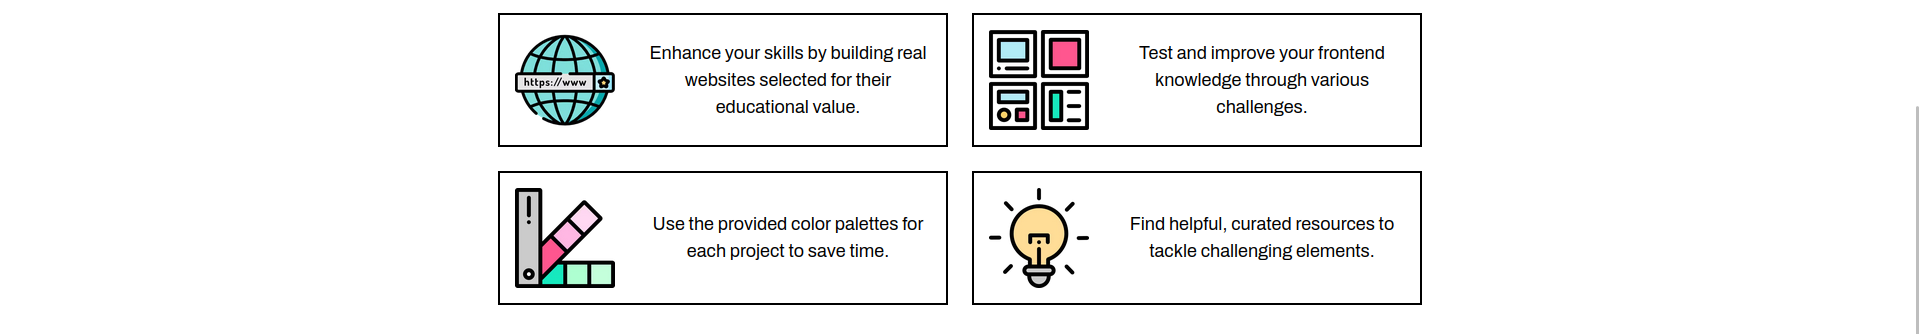 https://www
Enhance your skills by building real
websites selected for their
educational value.
Test and improve your frontend
knowledge through various
challenges.
Use the provided color palettes for
each project to save time.
Find helpful, curated resources to
tackle challenging elements.